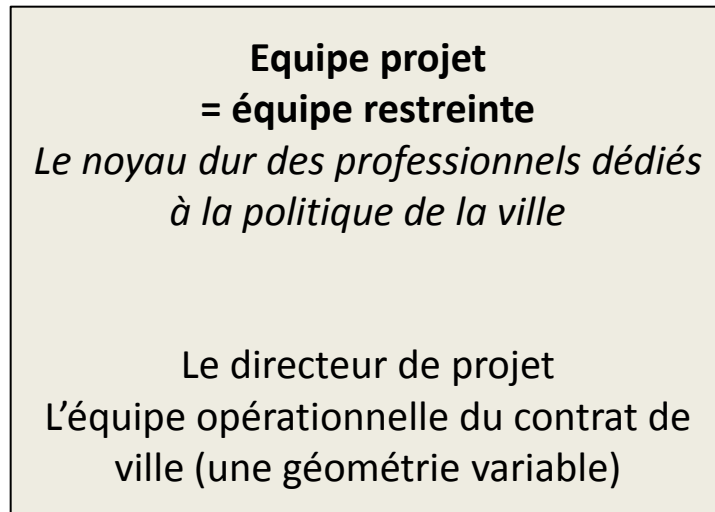 Equipe projet
= équipe restreinte
Le noyau dur des professionnels dédiés
à la politique de la ville
Le directeur de projet
L’équipe opérationnelle du contrat de
ville (une géométrie variable)